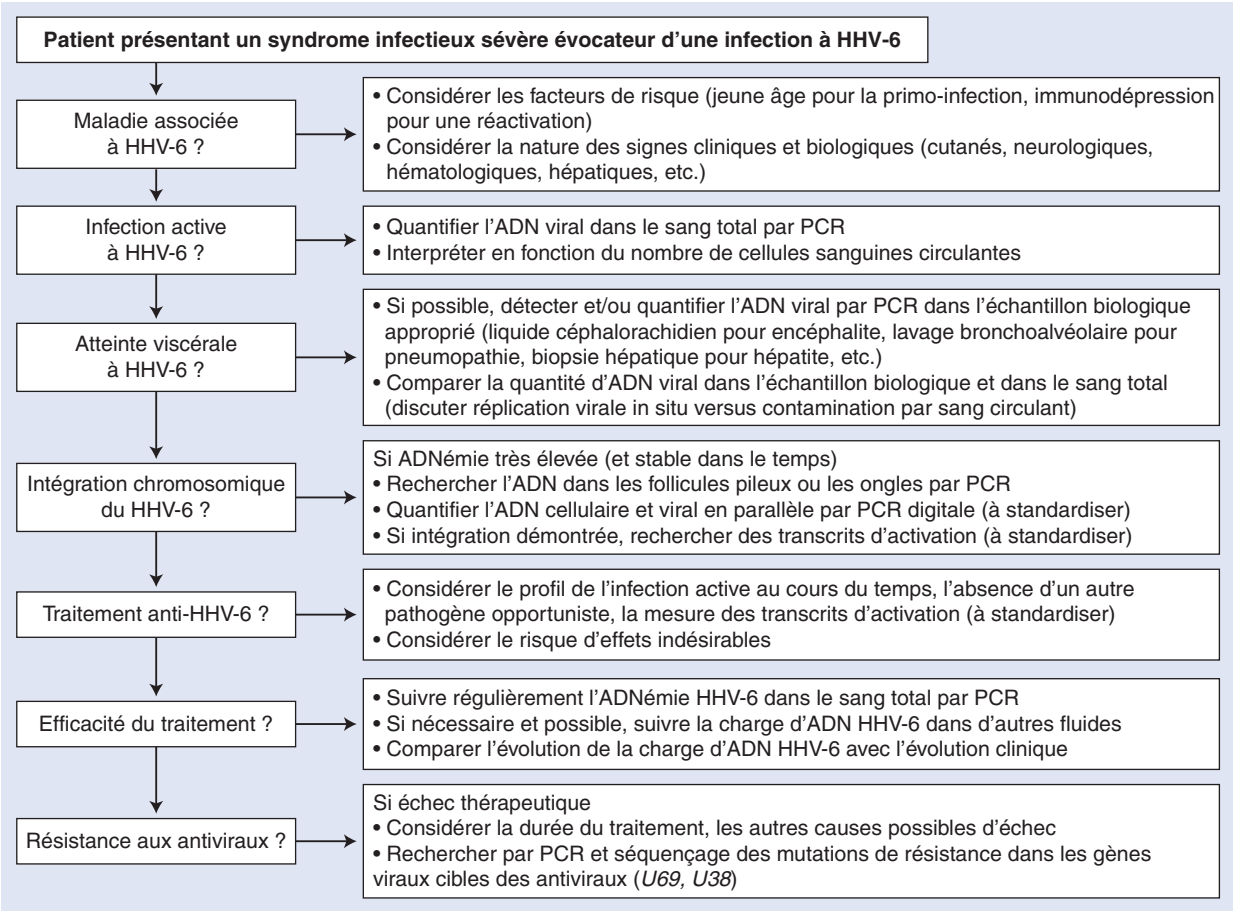 Patient présentant un syndrome infectieux sévère évocateur d’une infection à HHV-6
Maladie associée
à HHV-6 ?
• Considérer les facteurs de risque (jeune âge pour la primo-infection, immunodépression
pour une réactivation)
• Considérer la nature des signes cliniques et biologiques (cutanés, neurologiques,
hématologiques, hépatiques, etc.)
Infection active
à HHV-6 ?
• Quantifier l’ADN viral dans le sang total par PCR
• Interpréter en fonction du nombre de cellules sanguines circulantes
Atteinte viscérale
à HHV-6 ?
• Si possible, détecter et/ou quantifier l’ADN viral par PCR dans l’échantillon biologique
approprié (liquide céphalorachidien pour encéphalite, lavage bronchoalvéolaire pour
pneumopathie, biopsie hépatique pour hépatite, etc.)
• Comparer la quantité d’ADN viral dans l’échantillon biologique et dans le sang total
(discuter réplication virale in situ versus contamination par sang circulant)
Intégration chromosomique
du HHV-6 ?
Si ADNémie très élevée (et stable dans le temps)
• Rechercher l’ADN dans les follicules pileux ou les ongles par PCR
• Quantifier l’ADN cellulaire et viral en parallèle par PCR digitale (à standardiser)
• Si intégration démontrée, rechercher des transcrits d’activation (à standardiser)
Traitement anti-HHV-6 ?
• Considérer le profil de l’infection active au cours du temps, l’absence d’un autre
pathogène opportuniste, la mesure des transcrits d’activation (à standardiser)
• Considérer le risque d’effets indésirables
Efficacité du traitement ?
• Suivre régulièrement l’ADNémie HHV-6 dans le sang total par PCR
• Si nécessaire et possible, suivre la charge d’ADN HHV-6 dans d’autres fluides
• Comparer l’évolution de la charge d’ADN HHV-6 avec l’évolution clinique
Résistance aux antiviraux ?
Si échec thérapeutique
• Considérer la durée du traitement, les autres causes possibles d’échec
• Rechercher par PCR et séquençage des mutations de résistance dans les gènes
viraux cibles des antiviraux (U69, U38)